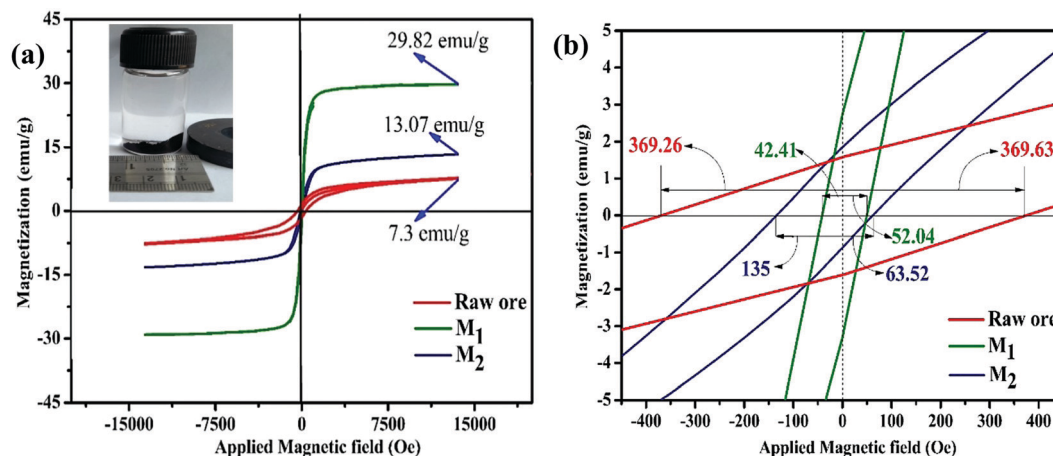 (a)
45
30
15
0
-15
-30
-45
Magnetization (emu/g)
29.82 emu/g
13.07 emu/g
7.3 emu/g
Raw ore
M1
M2
-15000 -7500 0 7500 15000
Applied Magnetic field (Oe)
(b)
5
4
3
2
1
0
-1
-2
-3
-4
-5
Magnetization (emu/g)
369.26
42.41
369.63
52.04
135
63.52
Raw ore
M1
M2
-400 -300 -200 -100 0 100 200 300 400
Applied Magnetic field (Oe)